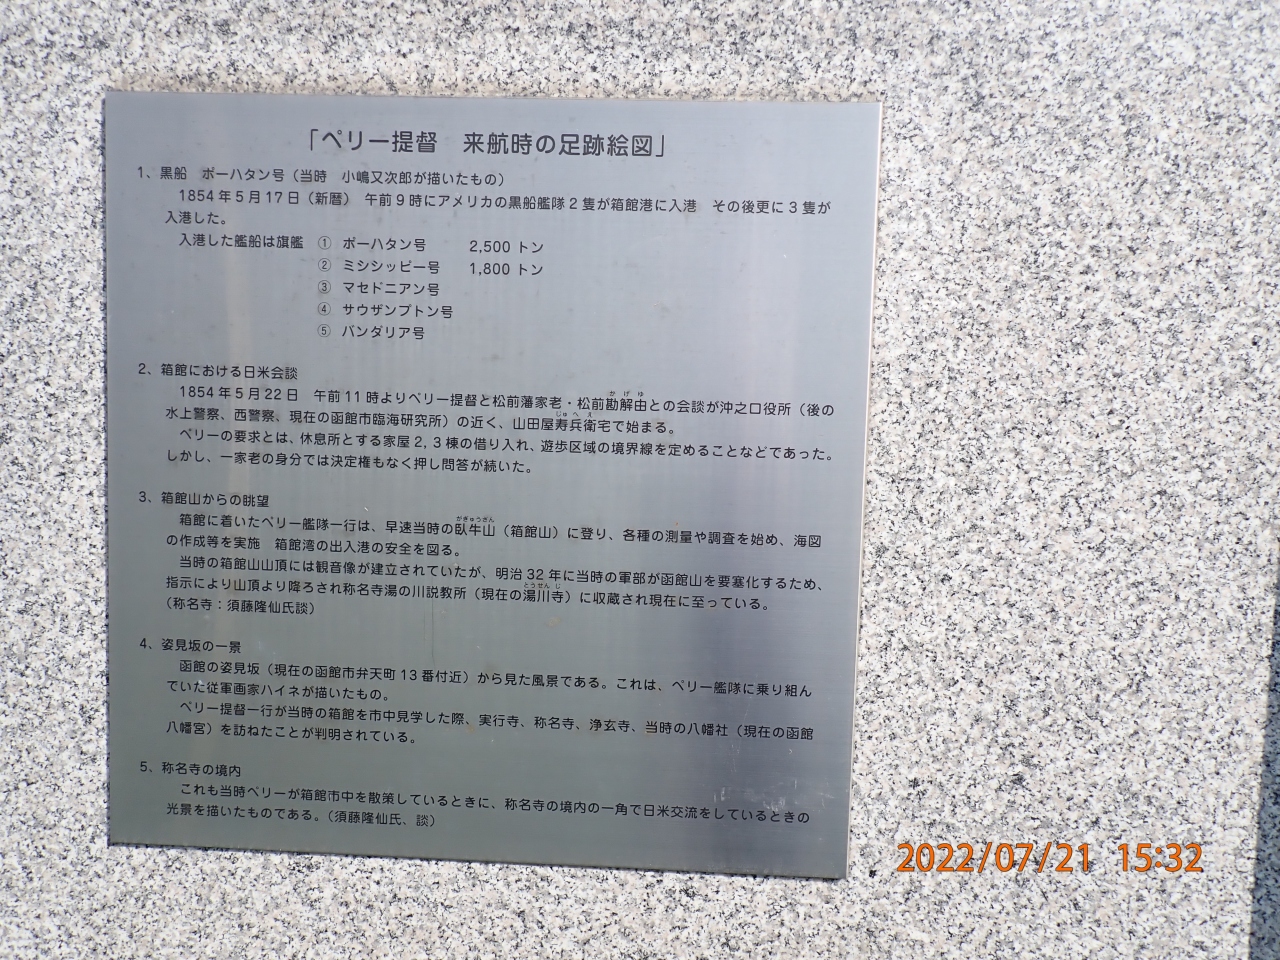 「ペリー提督　来航時の足跡絵図」
1、黒船　ポーハタン号（当時　小嶋又次郎が描いたもの）
1854年5月17日（新暦）　午前9時にアメリカの黒船艦隊2隻が箱館港に入港　その後更に3隻が
入港した。
入港した艦船は旗艦　①　ポーハタン号　2,500トン
②　ミシシッピー号　1,800トン
③　マセドニアン号
④　サウザンプトン号
⑤　バンダリア号
2、箱館における日米会談
かげゆ
1854年5月22日　午前11時よりペリー提督と松前藩家老・松前勘解由との会談が沖之口役所（後の
じゅへえ
水上警察、西警察、現在の函館市臨海研究所）の近く、山田屋寿兵衛宅で始まる。
ペリーの要求とは、休息所とする家屋2,3棟の借り入れ、遊歩区域の境界線を定めることなどであった。
しかし、一家老の身分では決定権もなく押し問答が続いた。
3、箱館山からの眺望
がぎゅうざん
箱館に着いたペリー艦隊一行は、早速当時の臥牛山（箱館山）に登り、各種の測量や調査を始め、海図
の作成等を実施　箱館湾の出入港の安全を図る。
当時の箱館山山頂には観音像が建立されていたが、明治32年に当時の軍部が函館山を要塞化するため、
とうせんじ
指示により山頂より降ろされ称名寺湯の川説教所（現在の湯川寺）に収蔵され現在に至っている。
（称名寺：須藤隆仙氏談）
4、姿見坂の一景
函館の姿見坂（現在の函館市弁天町13番付近）から見た風景である。これは、ペリー艦隊に乗り組ん
でいた従軍画家ハイネが描いたもの。
ペリー提督一行が当時の箱館を市中見学した際、実行寺、称名寺、浄玄寺、当時の八幡社（現在の函館
八幡宮）を訪ねたことが判明されている。
5、称名寺の境内
これも当時ペリーが箱館市中を散策しているときに、称名寺の境内の一角で日米交流をしているときの
光景を描いたものである。（須藤隆仙氏、談）
2022/07/21 15:32